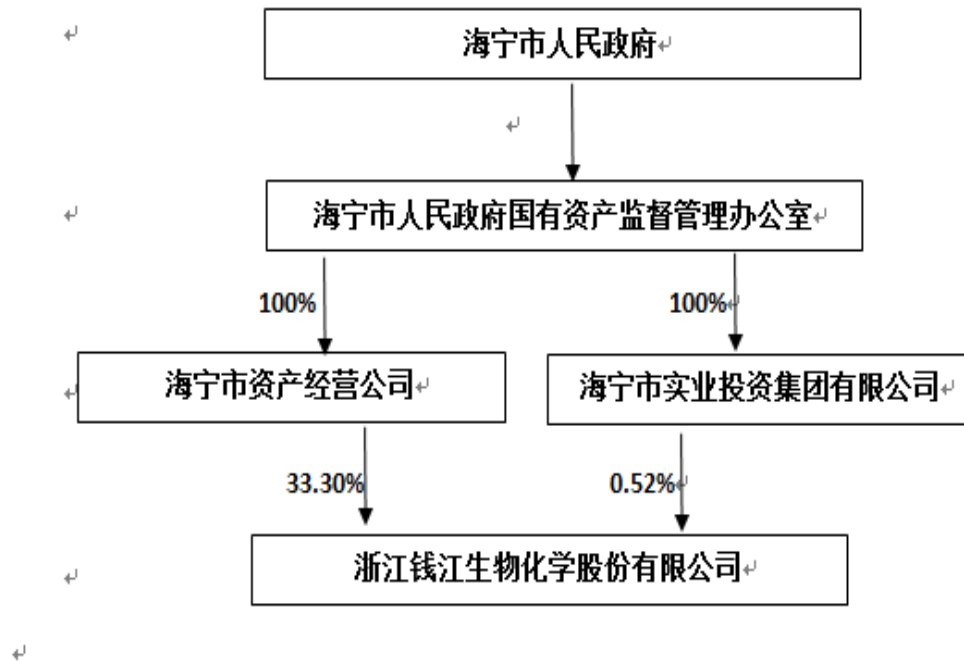 海宁市人民政府
海宁市人民政府国有资产监督管理办公室
100%
100%
海宁市资产经营公司
海宁市实业投资集团有限公司
33.30%
0.52%
浙江钱江生物化学股份有限公司